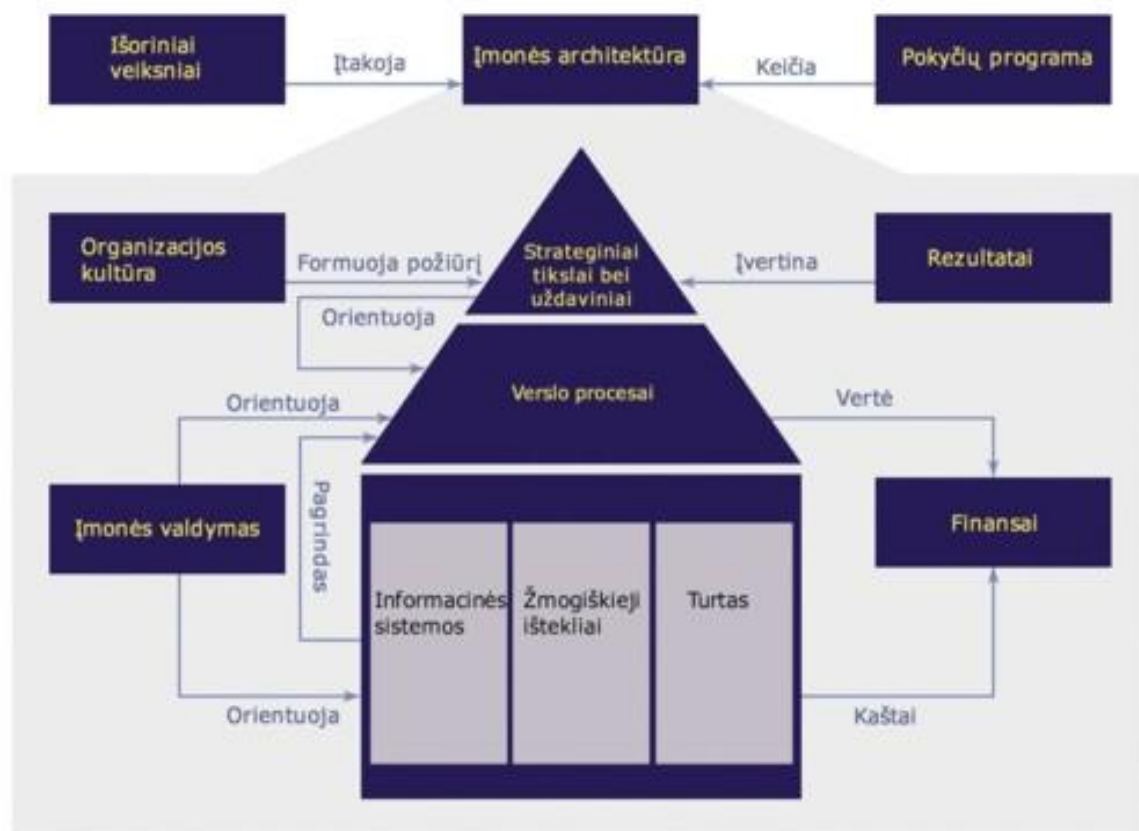 Išoriniai
veiksniai
Įtakoja
Įmonės architektūra
Keičia
Pokyčių programa
Organizacijos
kultūra
Formuoja požiūrį
Strateginiai
tikslai bei
uždaviniai
Įvertina
Rezultatai
Orientuoja
Verslo procesai
Orientuoja
Vertė
Pagrindas
Įmonės valdymas
Finansai
Informacinės
sistemos
Žmogiškieji
ištekliai
Turtas
Orientuoja
Kaštai